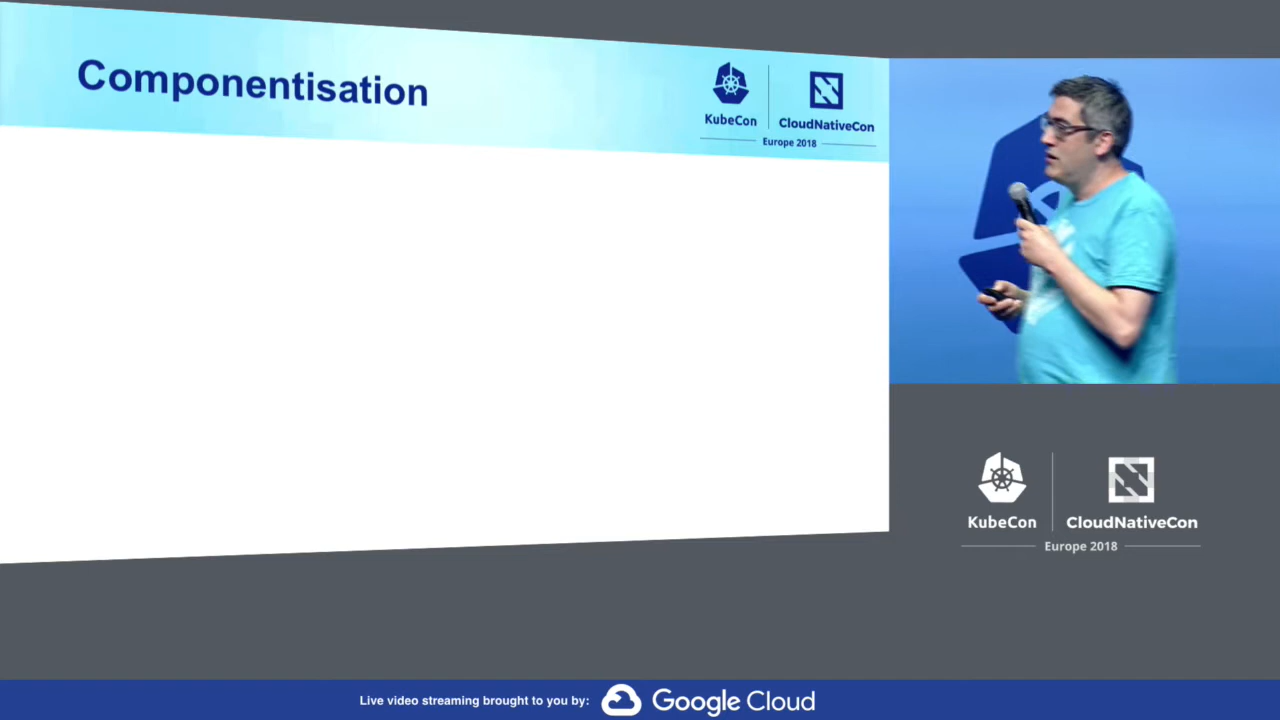 Componentisation
KubeCon
CloudNativeCon
Europe 2018
KubeCon
CloudNativeCon
Europe 2018
Live video streaming brought to you by: Google Cloud